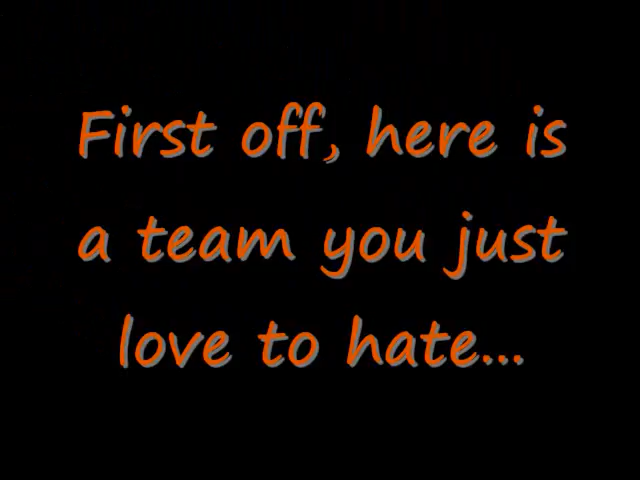 First off, here is
a team you just
love to hate...